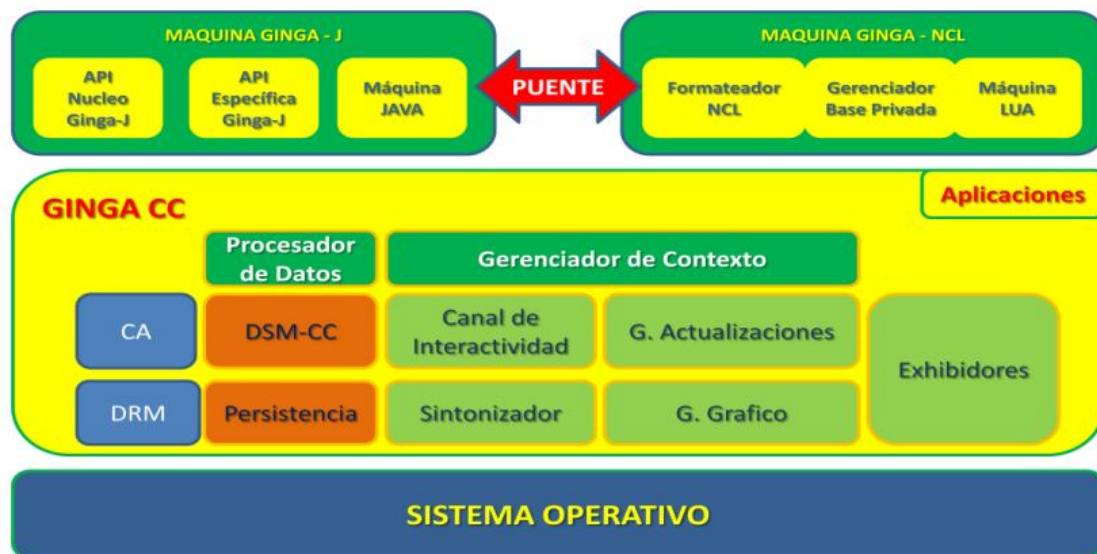 MAQUINA GINGA - J
API
Nucleo
Ginga-J
API
Específica
Ginga-J
Máquina
JAVA
PUENTE
MAQUINA GINGA - NCL
Formateador
NCL
Gerenciador
Base Privada
Máquina
LUA
GINGA CC
Aplicaciones
Procesador
de Datos
Gerenciador de Contexto
CA
DSM-CC
Canal de
Interactividad
G. Actualizaciones
Exhibidores
DRM
Persistencia
Sintonizador
G. Grafico
SISTEMA OPERATIVO